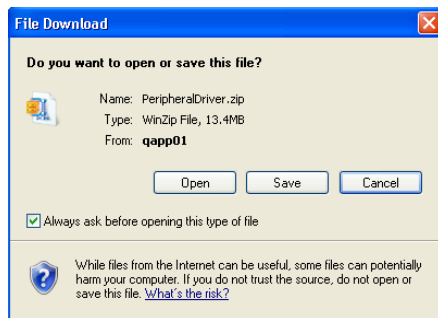 File Download
Do you want to open or save this file?
Name: PeripheralDriver.zip
Type: WinZip File, 13.4MB
From: qapp01
Open Save Cancel
Always ask before opening this type of file
While files from the Internet can be useful, some files can potentially
harm your computer. If you do not trust the source, do not open or
save this file. What's the risk?